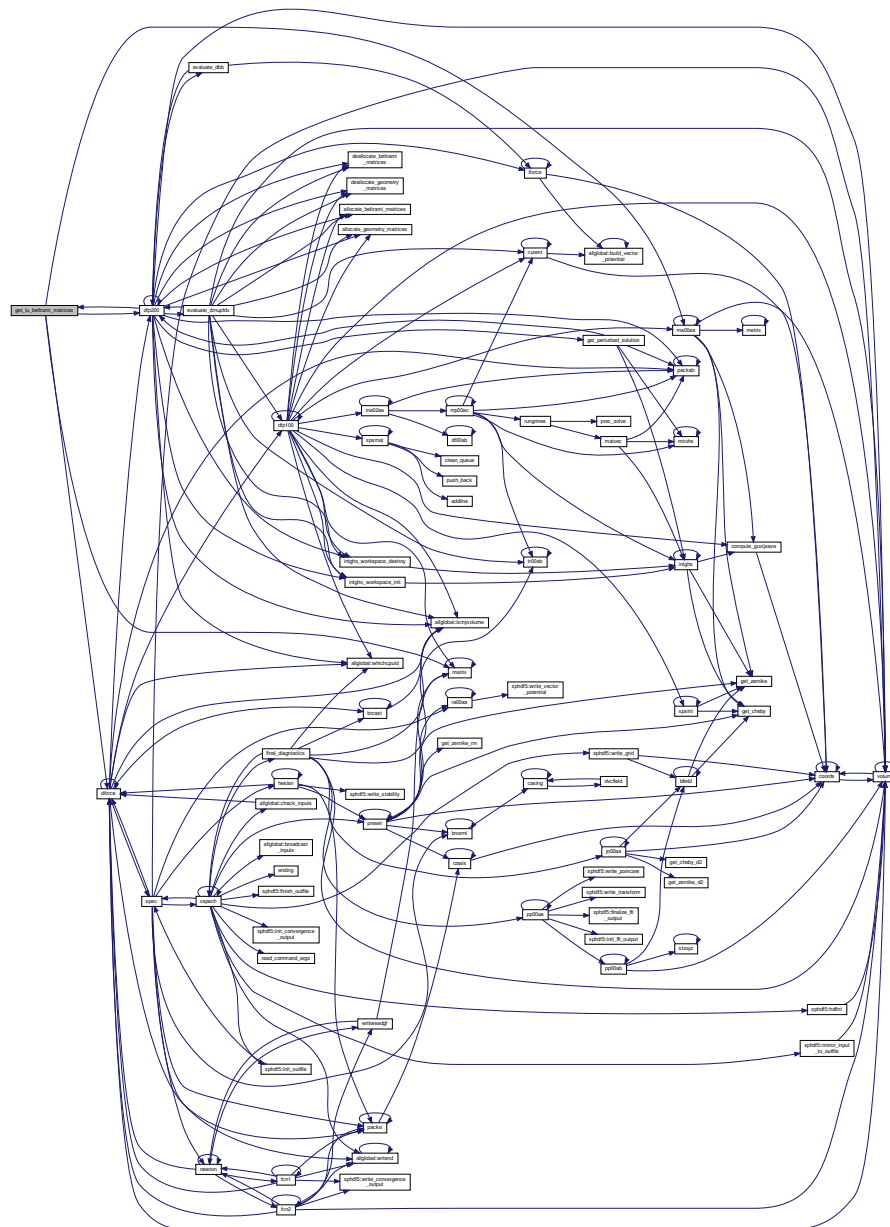 evaluate_dbb
deallocate_beltrami
_matrices
lforce
deallocate_geometry
_matrices
allocate_beltrami_matrices
allocate_geometry_matrices
curent
allglobal::build_vector
_potential
get_lu_beltrami_matrices
dfp200
evaluate_dmupfdx
ma00aa
metrix
get_perturbed_solution
packab
ma02aa
mp00ac
dfp100
rungmres
prec_solve
spsmat
df00ab
matvec
mtrxhs
clean_queue
push_back
addline
compute_guvijsave
intghs_workspace_destroy
tr00ab
intghs
intghs_workspace_init
allglobal::ismyvolume
allglobal::whichcpuid
matrix
get_zernike
sphdf5::write_vector
_potential
ra00aa
brcast
spsint
get_cheby
get_zernike_rm
final_diagnostics
sphdf5::write_grid
hesian
casing
dvcfield
bfield
coords
volume
dforce
sphdf5::write_stability
allglobal::check_inputs
preset
bnorml
allglobal::broadcast
_inputs
jo00aa
rzaxis
get_cheby_d2
ending
sphdf5::write_poincare
get_zernike_d2
sphdf5::finish_outfile
sphdf5::write_transform
spec
xspech
pp00aa
sphdf5::finalize_flt
_output
sphdf5::init_convergence
_output
sphdf5::init_flt_output
stzxyz
read_command_args
pp00ab
sphdf5::hdfint
writereadgf
sphdf5::mirror_input
_to_outfile
sphdf5::init_outfile
packxi
allglobal::wrtend
newton
fcn1
sphdf5::write_convergence
_output
fcn2